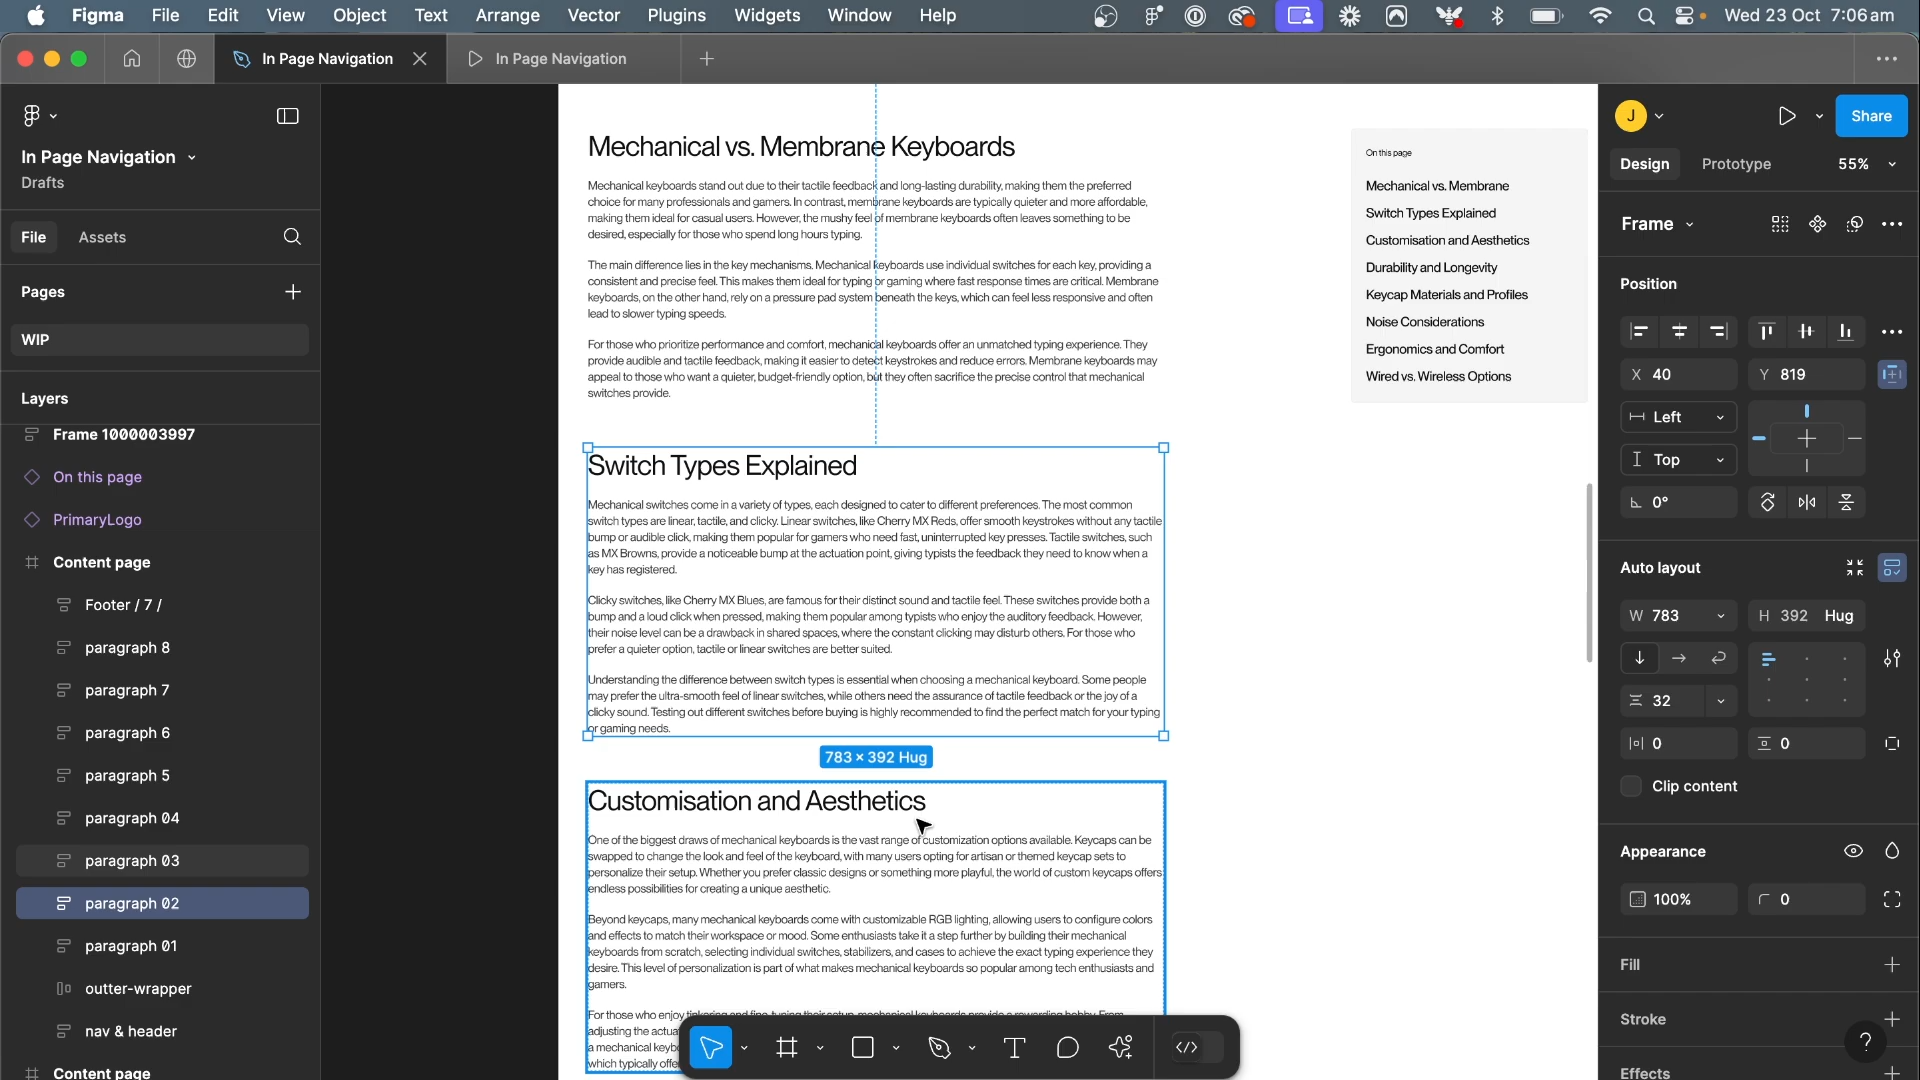 Figma File Edit View Object Text Arrange Vector Plugins Widgets Window Help Wed 23 Oct 7:06 am
In Page Navigation In Page Navigation
In Page Navigation
Drafts
File Assets
Pages
WIP
Layers
Frame 1000003997
On this page
PrimaryLogo
Content page
Footer / 7 /
paragraph 8
paragraph 7
paragraph 6
paragraph 5
paragraph 04
paragraph 03
paragraph 02
paragraph 01
outter-wrapper
nav & header
Content page
Mechanical vs. Membrane Keyboards
Mechanical keyboards stand out due to their tactile feedback and long-lasting durability, making them the preferred
choice for many professionals and gamers. In contrast, membrane keyboards are typically quieter and more affordable,
making them ideal for casual users. However, the mushy feel of membrane keyboards often leaves something to be
desired, especially for those who spend long hours typing.
The main difference lies in the key mechanisms. Mechanical keyboards use individual switches for each key, providing a
consistent and precise feel. This makes them ideal for typing or gaming where fast response times are critical. Membrane
keyboards, on the other hand, rely on a pressure pad system beneath the keys, which can feel less responsive and often
lead to slower typing speeds.
For those who prioritize performance and comfort, mechanical keyboards offer an unmatched typing experience. They
provide audible and tactile feedback, making it easier to detect keystrokes and reduce errors. Membrane keyboards may
appeal to those who want a quieter, budget-friendly option, but they often sacrifice the precise control that mechanical
switches provide.
Switch Types Explained
Mechanical switches come in a variety of types, each designed to cater to different preferences. The most common
switch types are linear, tactile, and clicky. Linear switches, like Cherry MX Reds, offer smooth keystrokes without any tactile
bump or audible click, making them popular for gamers who need fast, uninterrupted key presses. Tactile switches, such
as MX Browns, provide a noticeable bump at the actuation point, giving typists the feedback they need to know when a
key has registered.
Clicky switches, like Cherry MX Blues, are famous for their distinct sound and tactile feel. These switches provide both a
bump and a loud click when pressed, making them popular among typists who enjoy the auditory feedback. However,
their noise level can be a drawback in shared spaces, where the constant clicking may disturb others. For those who
prefer a quieter option, tactile or linear switches are better suited.
Understanding the difference between switch types is essential when choosing a mechanical keyboard. Some people
may prefer the ultra-smooth feel of linear switches, while others need the assurance of tactile feedback or the joy of a
clicky sound. Testing out different switches before buying is highly recommended to find the perfect match for your typing
or gaming needs.
783 × 392 Hug
Customisation and Aesthetics
One of the biggest draws of mechanical keyboards is the vast range of customization options available. Keycaps can be
swapped to change the look and feel of the keyboard, with many users opting for artisan or themed keycap sets to
personalize their setup. Whether you prefer classic designs or something more playful, the world of custom keycaps offers
endless possibilities for creating a unique aesthetic.
Beyond keycaps, many mechanical keyboards come with customizable RGB lighting, allowing users to configure colors
and effects to match their workspace or mood. Some enthusiasts take it a step further by building their mechanical
keyboards from scratch, selecting individual switches, stabilizers, and cases to achieve the exact typing experience they
desire. This level of personalization is part of what makes mechanical keyboards so popular among tech enthusiasts and
gamers.
For those who enjoy
adjusting the
a mechanical
which typically
On this page
Mechanical vs. Membrane
Switch Types Explained
Customisation and Aesthetics
Durability and Longevity
Keycap Materials and Profiles
Noise Considerations
Ergonomics and Comfort
Wired vs. Wireless Options
J Share
Design Prototype 55%
Frame
Position
X 40 Y 819
Left
Top
0°
Auto layout
W 783 H 392 Hug
32
0 0
Clip content
Appearance
100% 0
Fill
Stroke
Effects
?